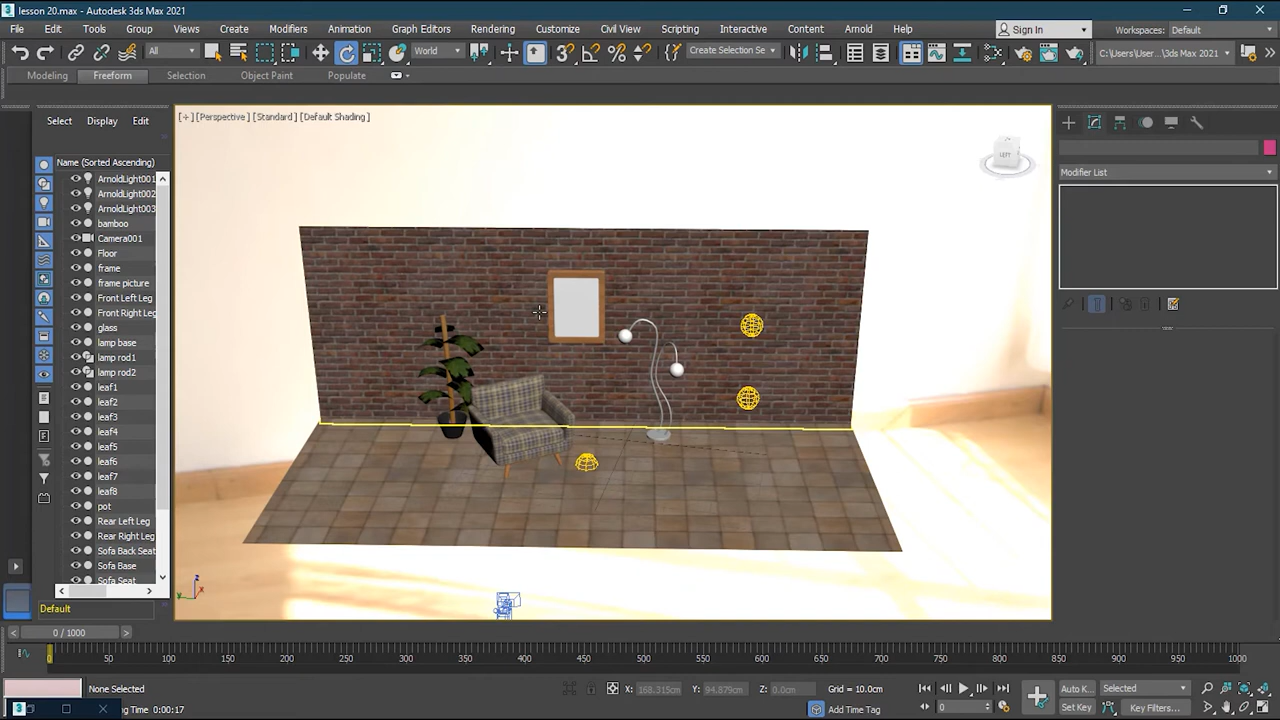 lesson 20.max - Autodesk 3ds Max 2021
File Edit Tools Group Views Create Modifiers Animation Graph Editors Rendering Customize Civil View Scripting Interactive Content Arnold Help Sign In Workspaces: Default
All World Create Selection Se C:\Users\User ... \3ds Max 2021
Modeling Freeform Selection Object Paint Populate
Select Display Edit
[+] [Perspective] [Standard] [Default Shading]
LEFT
Name (Sorted Ascending)
Modifier List
ArnoldLight001
ArnoldLight002
ArnoldLight003
bamboo
Camera001
Floor
frame
frame picture
Front Left Leg
Front Right Leg
glass
lamp base
lamp rod1
lamp rod2
leaf1
leaf2
leaf3
leaf4
leaf5
leaf6
leaf7
leaf8
pot
Rear Left Leg
Rear Right Leg
Sofa Back Seat
Sofa Base
Sofa Seat
z
y x
Default
0 / 1000
0 50 100 150 200 250 300 350 400 450 500 550 600 650 700 750 800 850 900 950 1000
None Selected X: 168.315cm Y: 94.879cm Z: 0.0cm Grid = 10.0cm Auto K... Selected
3 g Time 0:00:17 Add Time Tag 0 Set Key Key Filters...